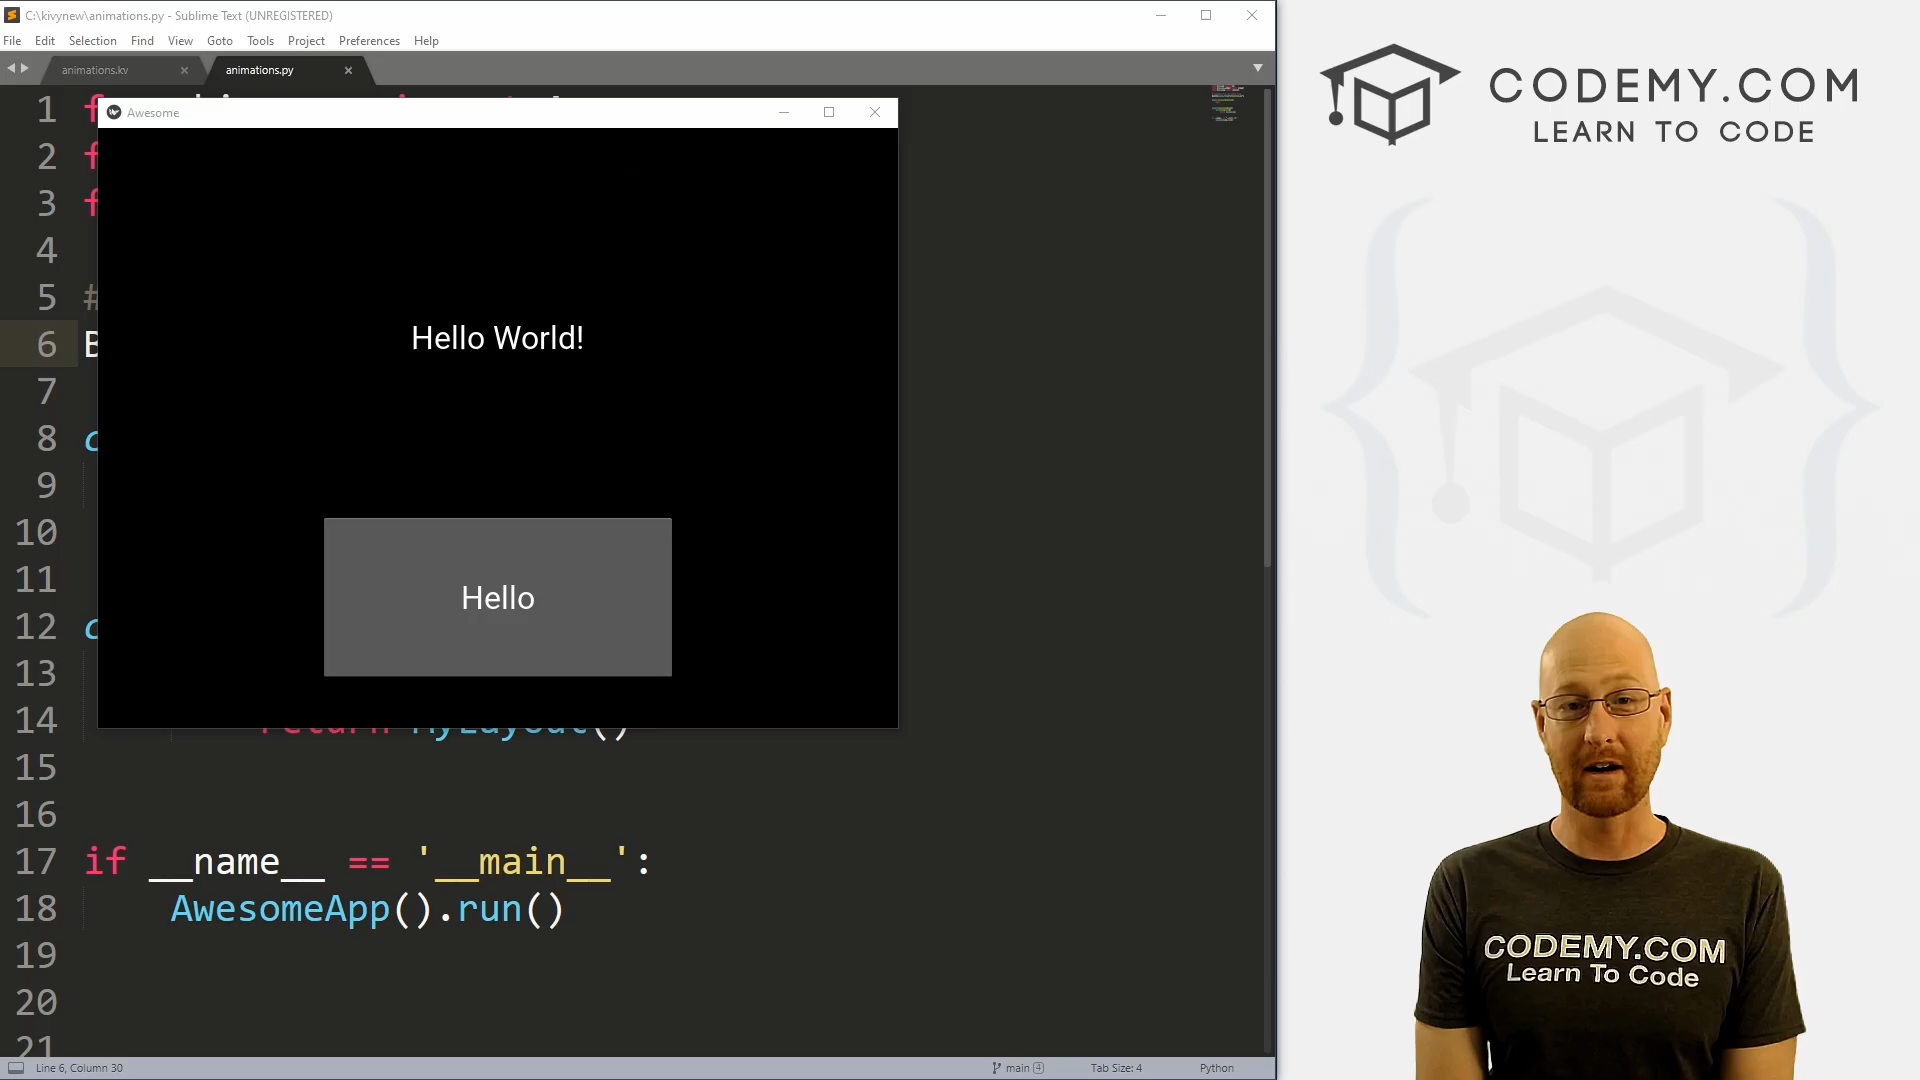 C:\kivynew\animations.py - Sublime Text (UNREGISTERED)
File Edit Selection Find View Goto Tools Project Preferences Help
animations.kv
animations.py
Awesome
Hello World!
Hello
1
2
3
4
5 #
6
7
8
9
10
11
12
13
14 return MyLayout()
15
16
17 if __name__ == '__main__':
18 AwesomeApp().run()
19
20
21
Line 6, Column 30
main 4
Tab Size: 4
Python
CODEMY.COM
LEARN TO CODE
CODEMY.COM
Learn To Code